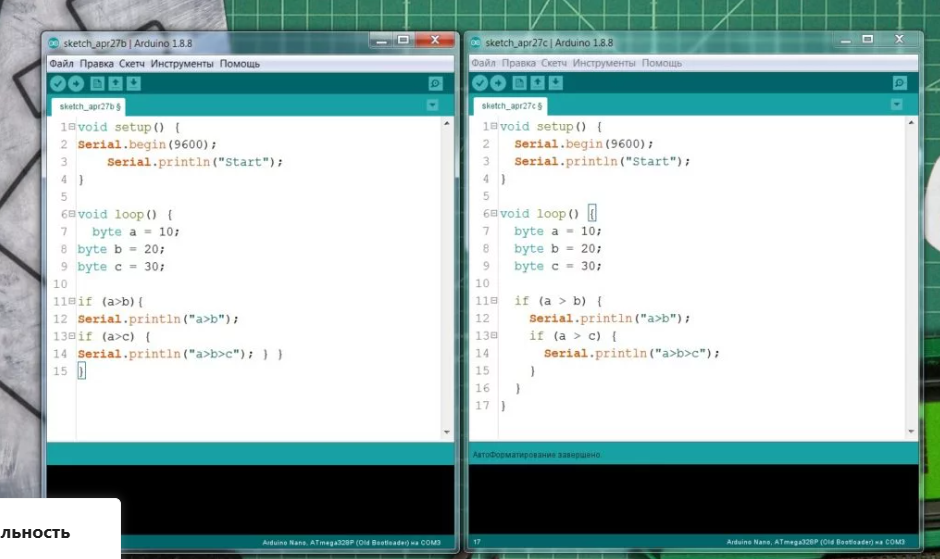 sketch_apr27b | Arduino 1.8.8
Файл Правка Скетч Инструменты Помощь
sketch_apr27b §
1 void setup() {
2 Serial.begin(9600);
3     Serial.println("Start");
4 }
5
6 void loop() {
7   byte a = 10;
8 byte b = 20;
9 byte c = 30;
10
11 if (a>b){
12 Serial.println("a>b");
13 if (a>c) {
14 Serial.println("a>b>c"); } }
15 }
Arduino Nano, ATmega328P (Old Bootloader) на COM3
sketch_apr27c | Arduino 1.8.8
Файл Правка Скетч Инструменты Помощь
sketch_apr27c §
1 void setup() {
2   Serial.begin(9600);
3   Serial.println("Start");
4 }
5
6 void loop() {
7   byte a = 10;
8   byte b = 20;
9   byte c = 30;
10
11   if (a > b) {
12     Serial.println("a>b");
13     if (a > c) {
14       Serial.println("a>b>c");
15     }
16   }
17 }
АвтоФорматирование завершено.
17
Arduino Nano, ATmega328P (Old Bootloader) на COM3
льность